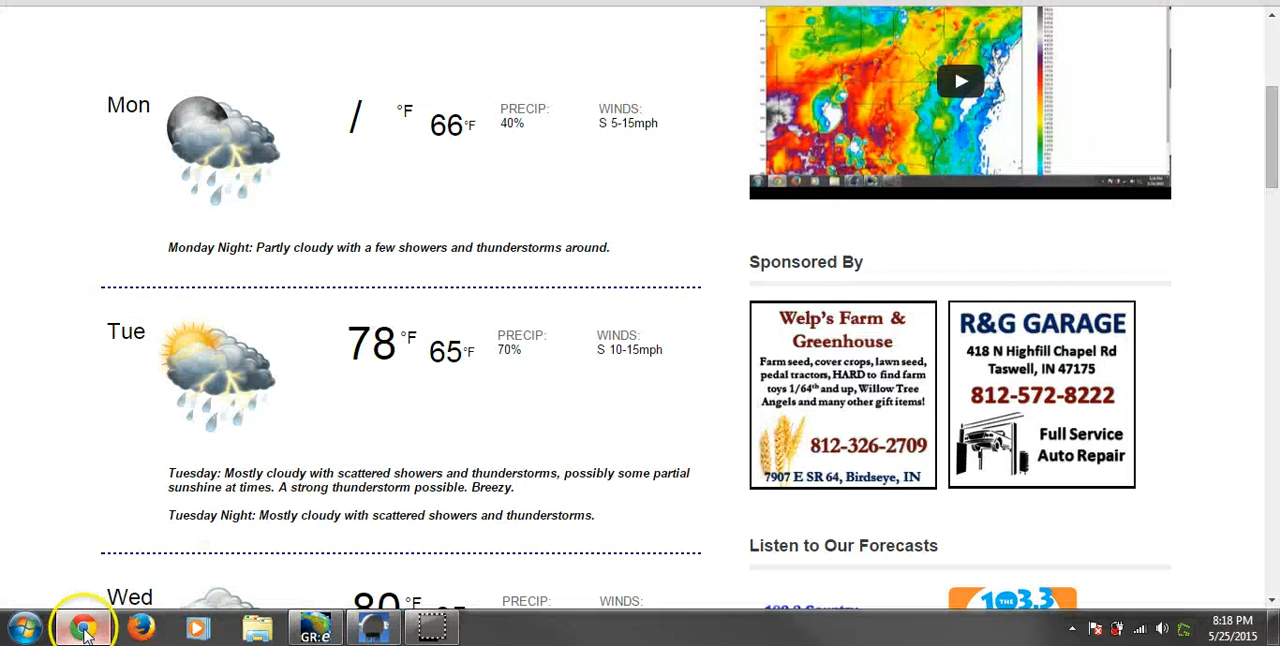 Mon
/ °F 66°F
PRECIP:
40%
WINDS:
S 5-15mph
Monday Night: Partly cloudy with a few showers and thunderstorms around.
Tue
78 °F 65°F
PRECIP:
70%
WINDS:
S 10-15mph
Tuesday: Mostly cloudy with scattered showers and thunderstorms, possibly some partial
sunshine at times. A strong thunderstorm possible. Breezy.
Tuesday Night: Mostly cloudy with scattered showers and thunderstorms.
Wed
80 °F
PRECIP:
WINDS:
Sponsored By
Welp's Farm &
Greenhouse
Farm seed, cover crops, lawn seed,
pedal tractors, HARD to find farm
toys 1/64th and up, Willow Tree
Angels and many other gift items!
812-326-2709
7907 E SR 64, Birdseye, IN
R&G GARAGE
418 N Highfill Chapel Rd
Taswell, IN 47175
812-572-8222
Full Service
Auto Repair
Listen to Our Forecasts
THE
103.3
GR:e
8:18 PM
5/25/2015